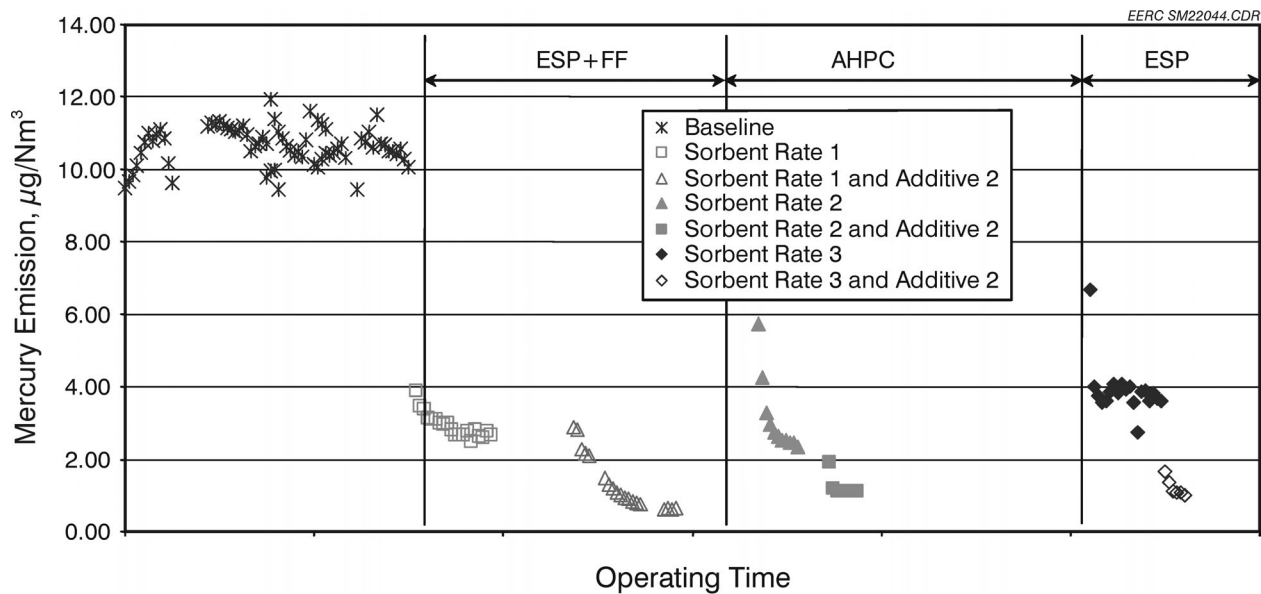 EERC SM22044.CDR
14.00
12.00
10.00
8.00
6.00
4.00
2.00
0.00
Mercury Emission, μg/Nm³
ESP+FF
AHPC
ESP
Baseline
Sorbent Rate 1
Sorbent Rate 1 and Additive 2
Sorbent Rate 2
Sorbent Rate 2 and Additive 2
Sorbent Rate 3
Sorbent Rate 3 and Additive 2
Operating Time